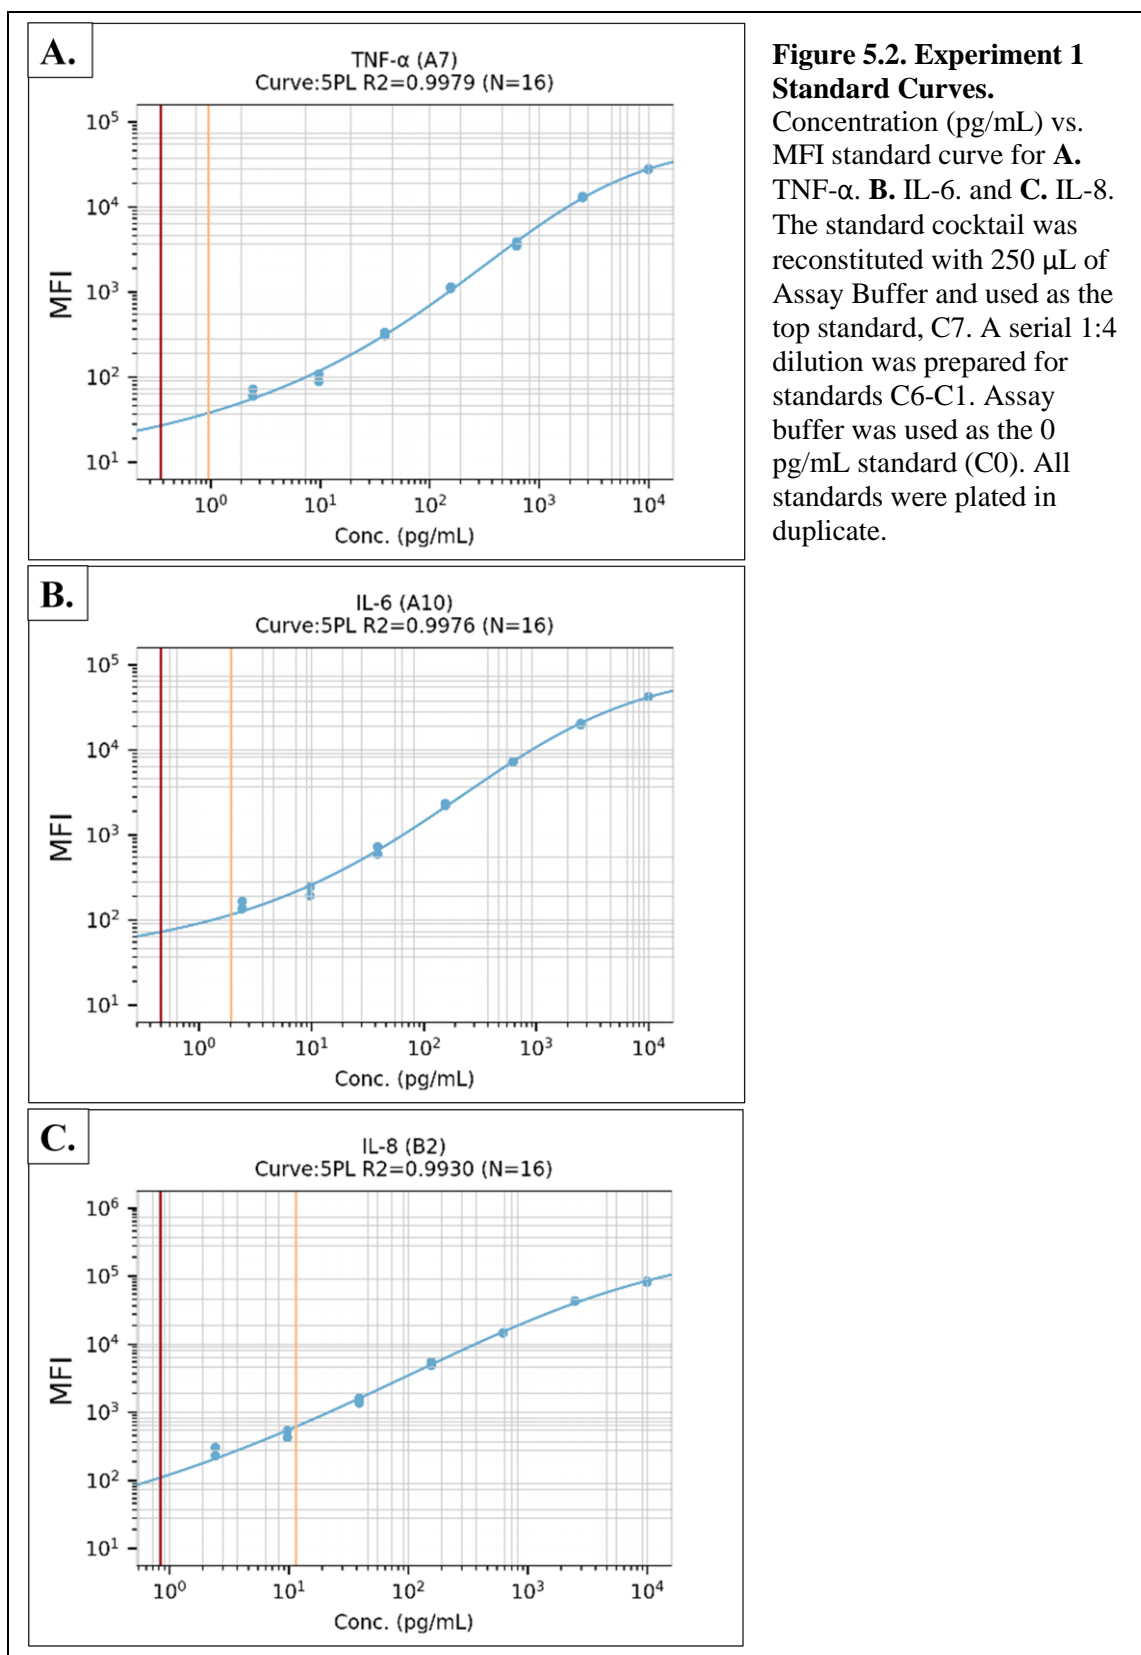 A.
TNF-α (A7)
Curve:5PL R2=0.9979 (N=16)
10⁵
10⁴
10³
10²
10¹
MFI
10⁰ 10¹ 10² 10³ 10⁴
Conc. (pg/mL)
B.
IL-6 (A10)
Curve:5PL R2=0.9976 (N=16)
10⁵
10⁴
10³
10²
10¹
MFI
10⁰ 10¹ 10² 10³ 10⁴
Conc. (pg/mL)
C.
IL-8 (B2)
Curve:5PL R2=0.9930 (N=16)
10⁶
10⁵
10⁴
10³
10²
10¹
MFI
10⁰ 10¹ 10² 10³ 10⁴
Conc. (pg/mL)
Figure 5.2. Experiment 1
Standard Curves.
Concentration (pg/mL) vs.
MFI standard curve for A.
TNF-α. B. IL-6. and C. IL-8.
The standard cocktail was
reconstituted with 250 μL of
Assay Buffer and used as the
top standard, C7. A serial 1:4
dilution was prepared for
standards C6-C1. Assay
buffer was used as the 0
pg/mL standard (C0). All
standards were plated in
duplicate.